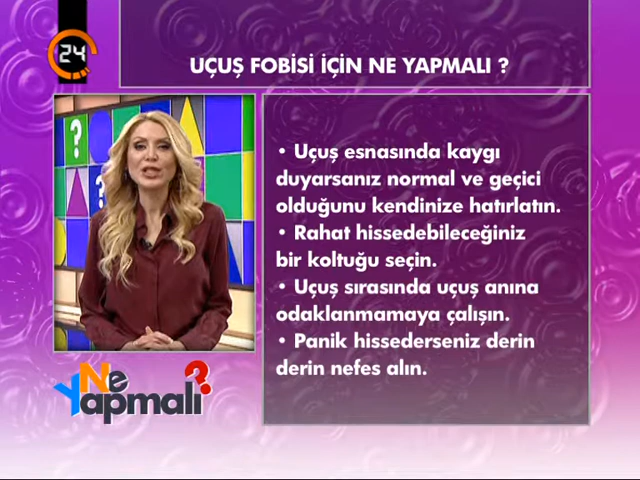 24
UÇUŞ FOBİSİ İÇİN NE YAPMALI ?
?
?
• Uçuş esnasında kaygı
duyarsanız normal ve geçici
olduğunu kendinize hatırlatın.
• Rahat hissedebileceğiniz
bir koltuğu seçin.
• Uçuş sırasında uçuş anına
odaklanmamaya çalışın.
• Panik hissederseniz derin
derin nefes alın.
Ne
Yapmalı?